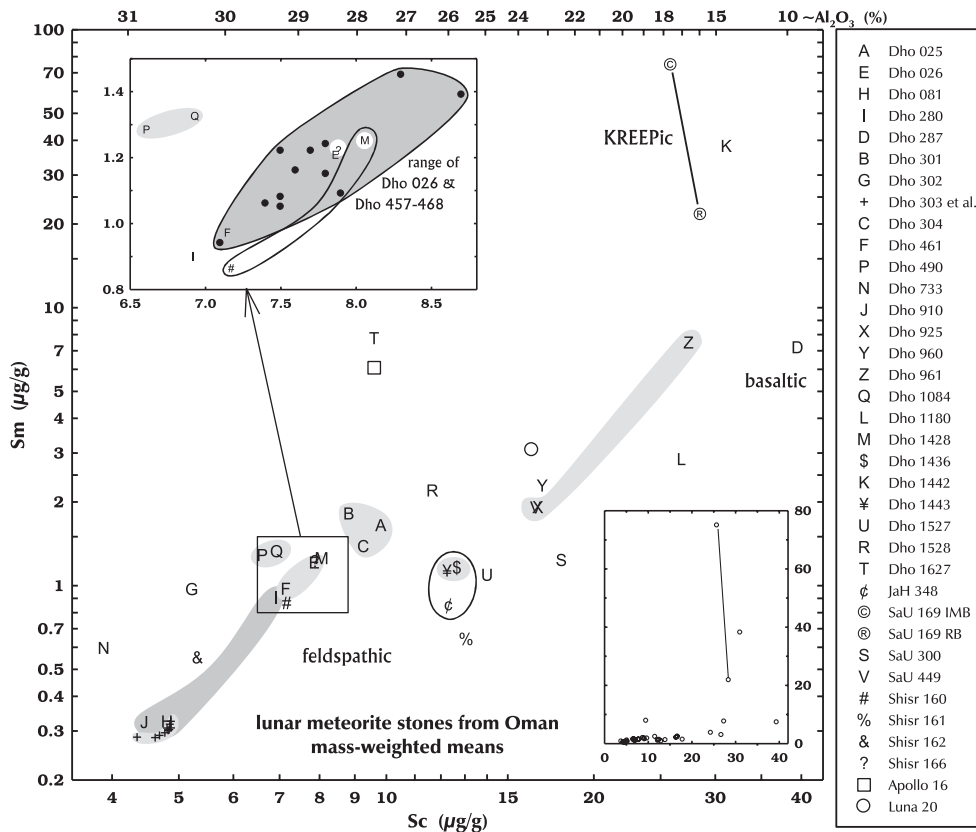 31 30 29 28 27 26 25 24 23 20 15 10 ~Al2O3 (%)
100
70
50
40
30
20
10
7
5
4
3
2
1
0.7
0.5
0.4
0.3
0.2
Sm (µg/g)
1.4
1.2
1.0
0.8
6.5 7.0 7.5 8.0 8.5
P Q
E ? M
F
I
#
range of
Dho 026 &
Dho 457-468
©
KREEPic K
®
T
Z D
basaltic
L
Y
V X
R
B A
C
P Q
E M
F
I #
¥ $
U S
¢
%
G
N
&
feldspathic
J H
+ + + + +
lunar meteorite stones from Oman
mass-weighted means
80
60
40
20
0
0 10 20 30 40
4 5 6 7 8 9 10 15 20 30 40
Sc (µg/g)
A Dho 025
E Dho 026
H Dho 081
I Dho 280
D Dho 287
B Dho 301
G Dho 302
+ Dho 303 et al.
C Dho 304
F Dho 461
P Dho 490
N Dho 733
J Dho 910
X Dho 925
Y Dho 960
Z Dho 961
Q Dho 1084
L Dho 1180
M Dho 1428
$ Dho 1436
K Dho 1442
¥ Dho 1443
U Dho 1527
R Dho 1528
T Dho 1627
¢ JaH 348
© SaU 169 IMB
® SaU 169 RB
S SaU 300
V SaU 449
# Shisr 160
% Shisr 161
& Shisr 162
? Shisr 166
Apollo 16
Luna 20